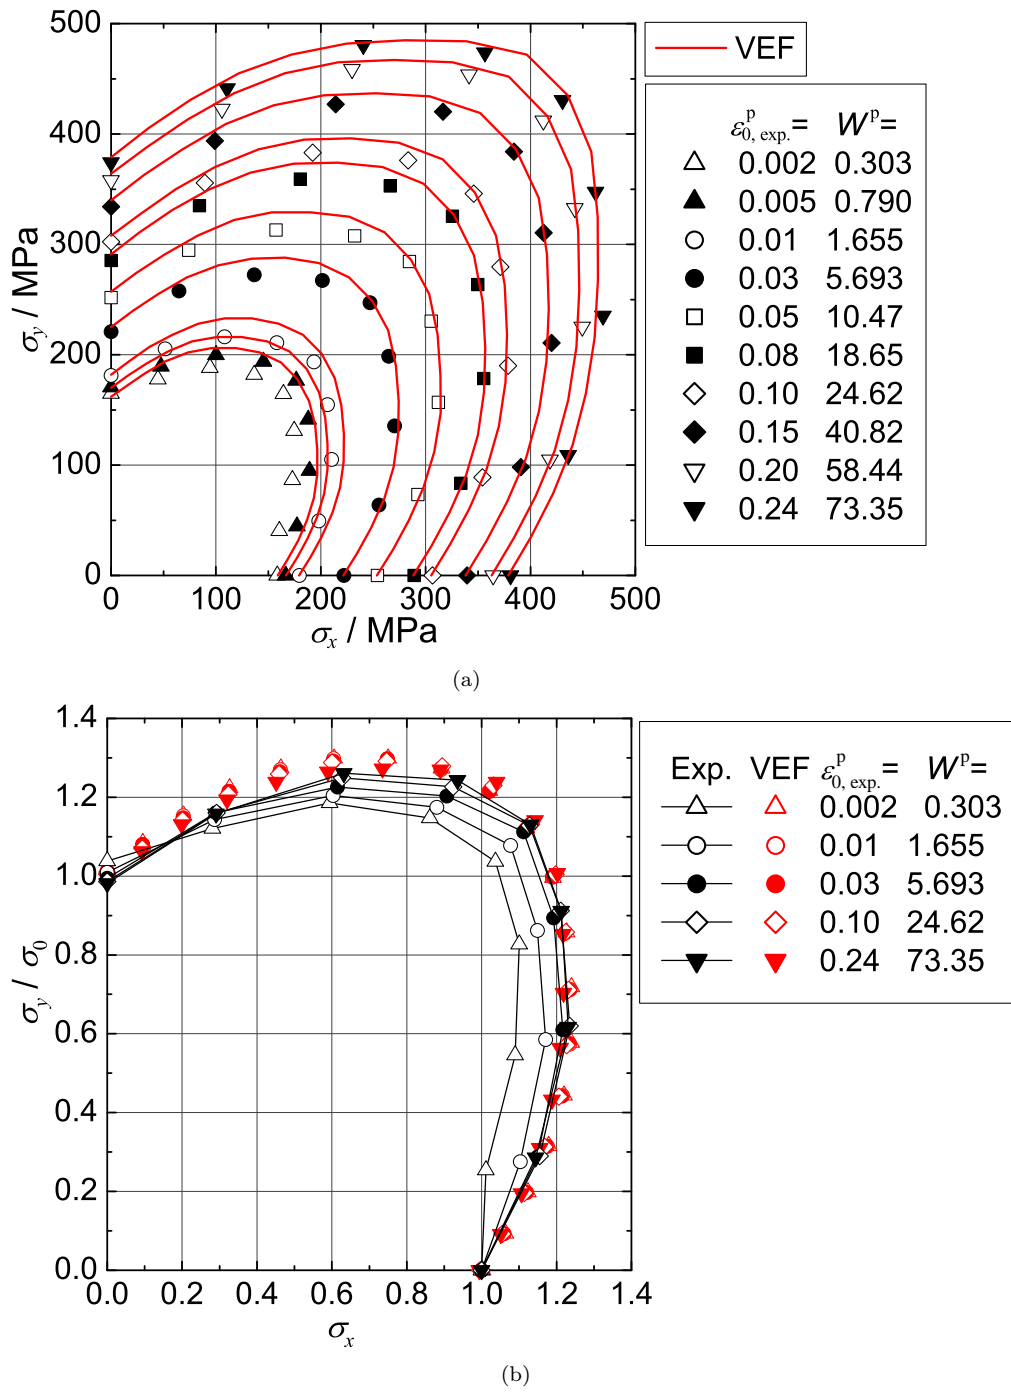 500
400
300
200
100
0
σy / MPa
0 100 200 300 400 500
σx / MPa
VEF
ε^p_0, exp.= W^p=
0.002 0.303
0.005 0.790
0.01 1.655
0.03 5.693
0.05 10.47
0.08 18.65
0.10 24.62
0.15 40.82
0.20 58.44
0.24 73.35
(a)
1.4
1.2
1.0
0.8
0.6
0.4
0.2
0.0
σy / σ0
0.0 0.2 0.4 0.6 0.8 1.0 1.2 1.4
σx
Exp. VEF ε^p_0, exp.= W^p=
0.002 0.303
0.01 1.655
0.03 5.693
0.10 24.62
0.24 73.35
(b)